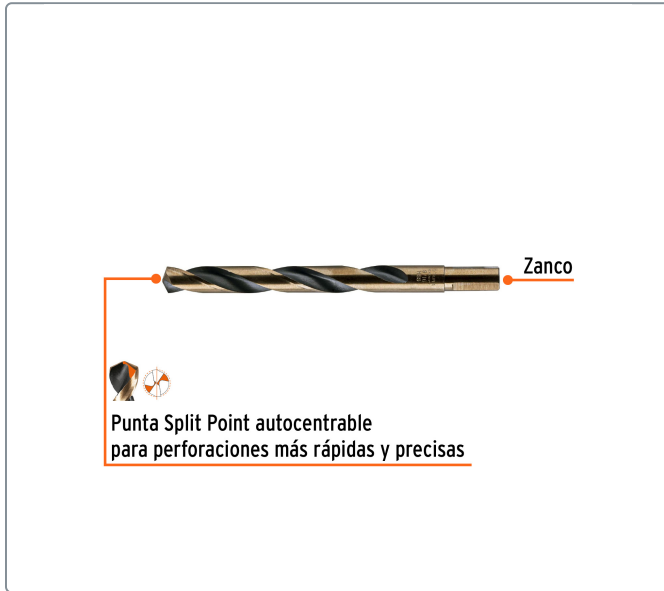 Zanco
Punta Split Point autocentrable
para perforaciones más rápidas y precisas